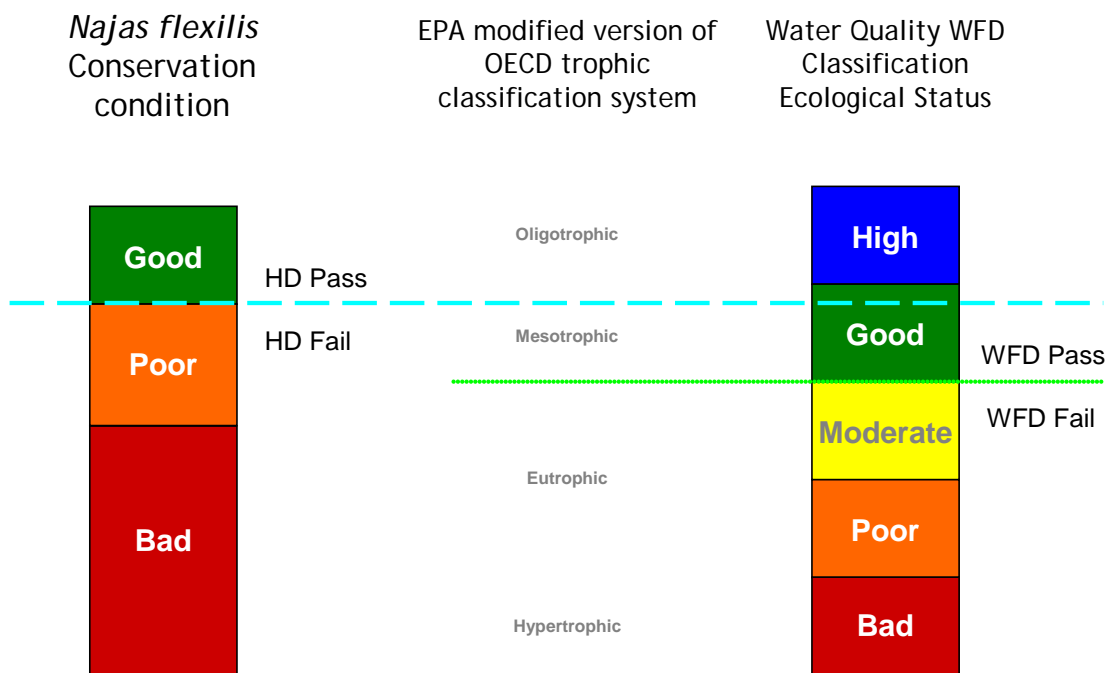 Najas flexilis
Conservation
condition
EPA modified version of
OECD trophic
classification system
Water Quality WFD
Classification
Ecological Status
Good
HD Pass
HD Fail
Poor
Bad
Oligotrophic
Mesotrophic
Eutrophic
Hypertrophic
High
Good
WFD Pass
WFD Fail
Moderate
Poor
Bad